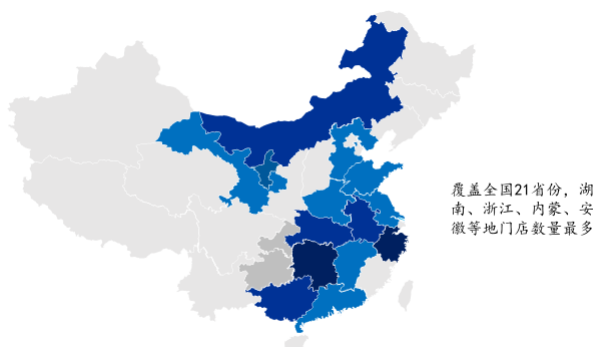 覆盖全国21省份，湖
南、浙江、内蒙、安
徽等地门店数量最多